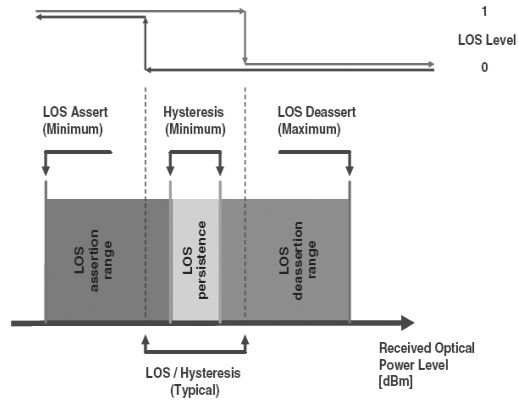 1
LOS Level
0
LOS Assert
(Minimum)
Hysteresis
(Minimum)
LOS Deassert
(Maximum)
LOS
assertion
range
LOS
persistence
LOS
deassertion
range
Received Optical
Power Level
[dBm]
LOS / Hysteresis
(Typical)